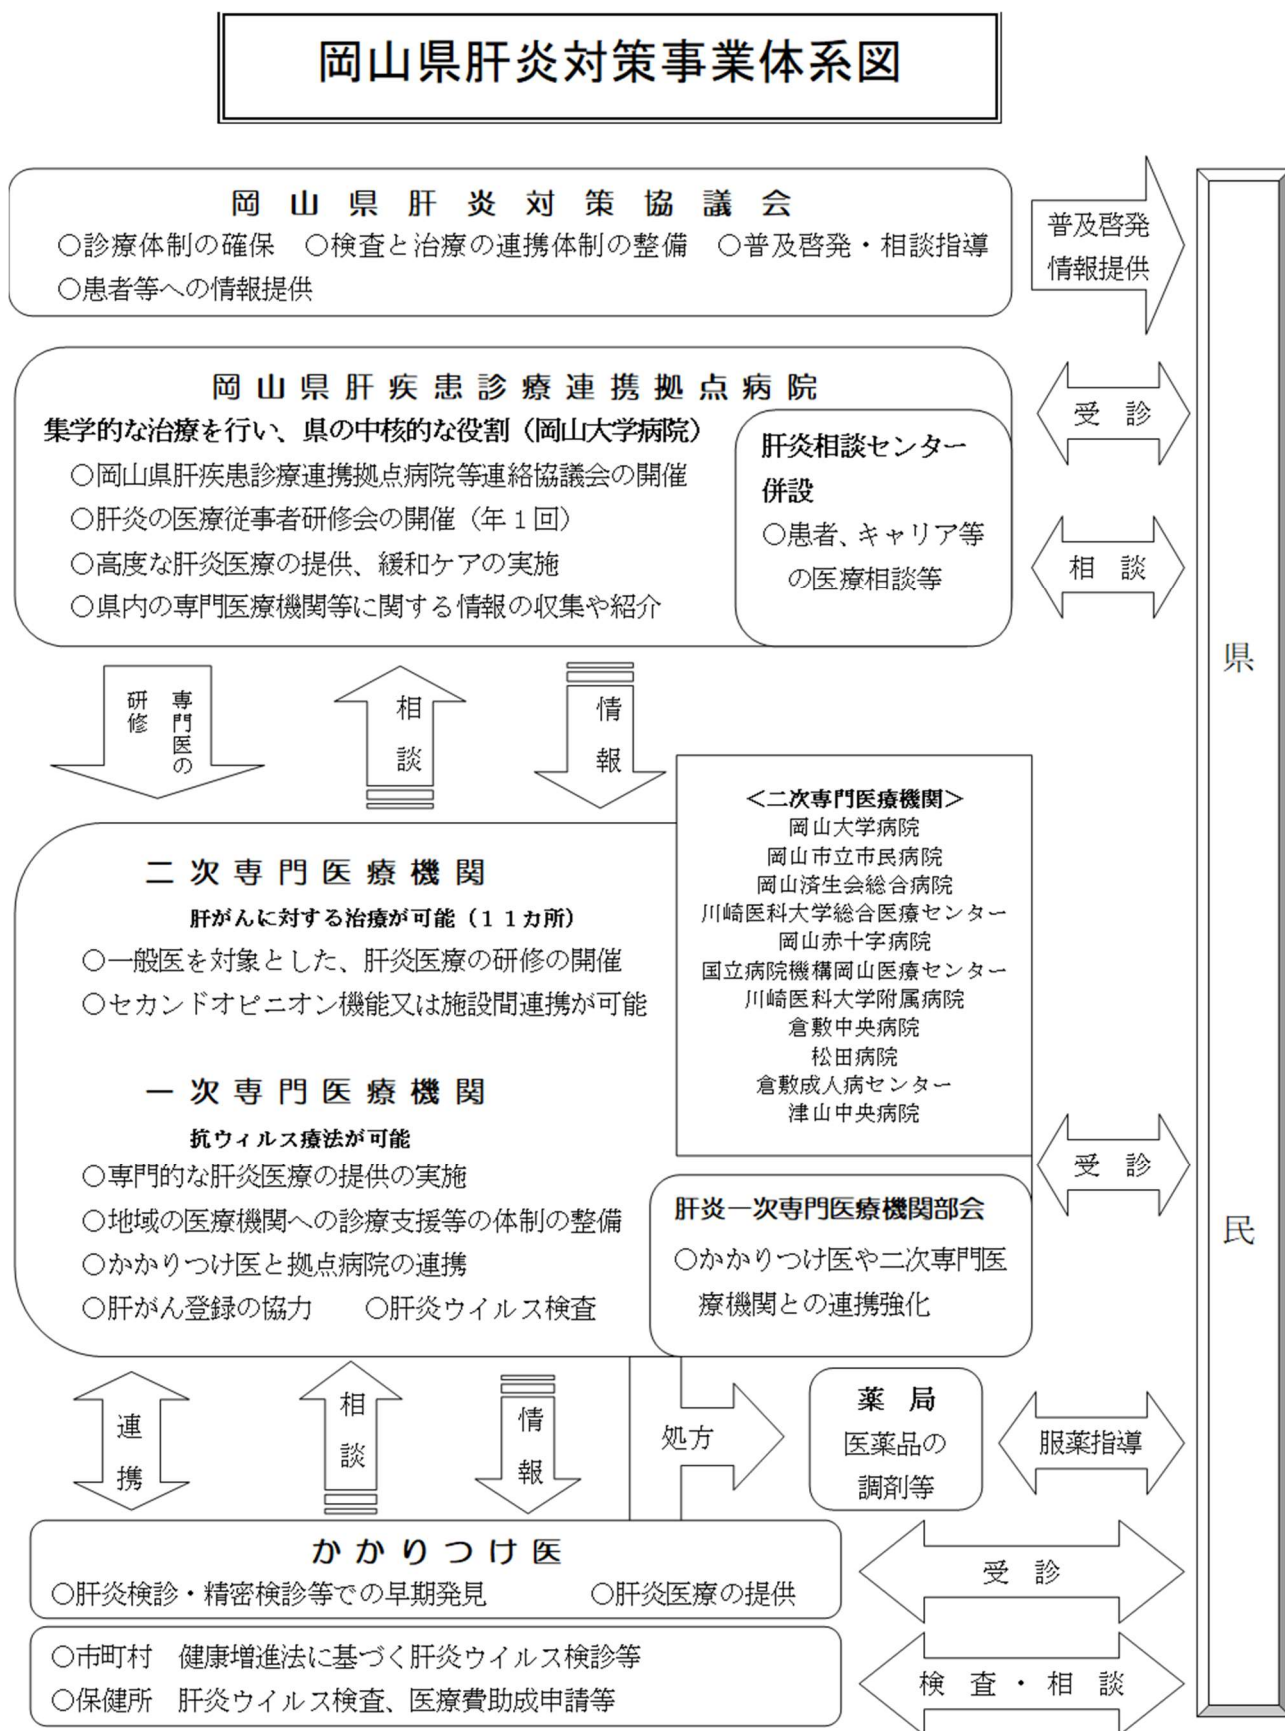 岡山県肝炎対策事業体系図
岡山県肝炎対策協議会
○診療体制の確保　○検査と治療の連携体制の整備　○普及啓発・相談指導
○患者等への情報提供
普及啓発
情報提供
岡山県肝疾患診療連携拠点病院
集学的な治療を行い、県の中核的な役割（岡山大学病院）
○岡山県肝疾患診療連携拠点病院等連絡協議会の開催
○肝炎の医療従事者研修会の開催（年１回）
○高度な肝炎医療の提供、緩和ケアの実施
○県内の専門医療機関等に関する情報の収集や紹介
肝炎相談センター
併設
○患者、キャリア等
の医療相談等
受診
相談
県民
専門医の
研修
相談
情報
二次専門医療機関
肝がんに対する治療が可能（１１カ所）
○一般医を対象とした、肝炎医療の研修の開催
○セカンドオピニオン機能又は施設間連携が可能
＜二次専門医療機関＞
岡山大学病院
岡山市立市民病院
岡山済生会総合病院
川崎医科大学総合医療センター
岡山赤十字病院
国立病院機構岡山医療センター
川崎医科大学附属病院
倉敷中央病院
松田病院
倉敷成人病センター
津山中央病院
一次専門医療機関
抗ウィルス療法が可能
○専門的な肝炎医療の提供の実施
○地域の医療機関への診療支援等の体制の整備
○かかりつけ医と拠点病院の連携
○肝がん登録の協力　○肝炎ウイルス検査
肝炎一次専門医療機関部会
○かかりつけ医や二次専門医
療機関との連携強化
受診
連携
相談
情報
処方
薬局
医薬品の
調剤等
服薬指導
かかりつけ医
○肝炎検診・精密検診等での早期発見　○肝炎医療の提供
受診
○市町村　健康増進法に基づく肝炎ウイルス検診等
○保健所　肝炎ウイルス検査、医療費助成申請等
検査・相談